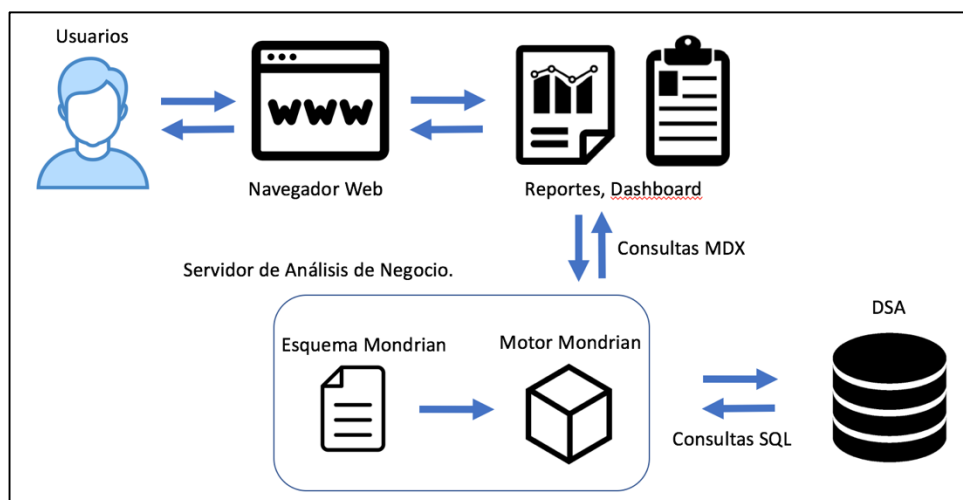 Usuarios
WWW
Navegador Web
Reportes, Dashboard
Consultas MDX
Servidor de Análisis de Negocio.
DSA
Esquema Mondrian
Motor Mondrian
Consultas SQL